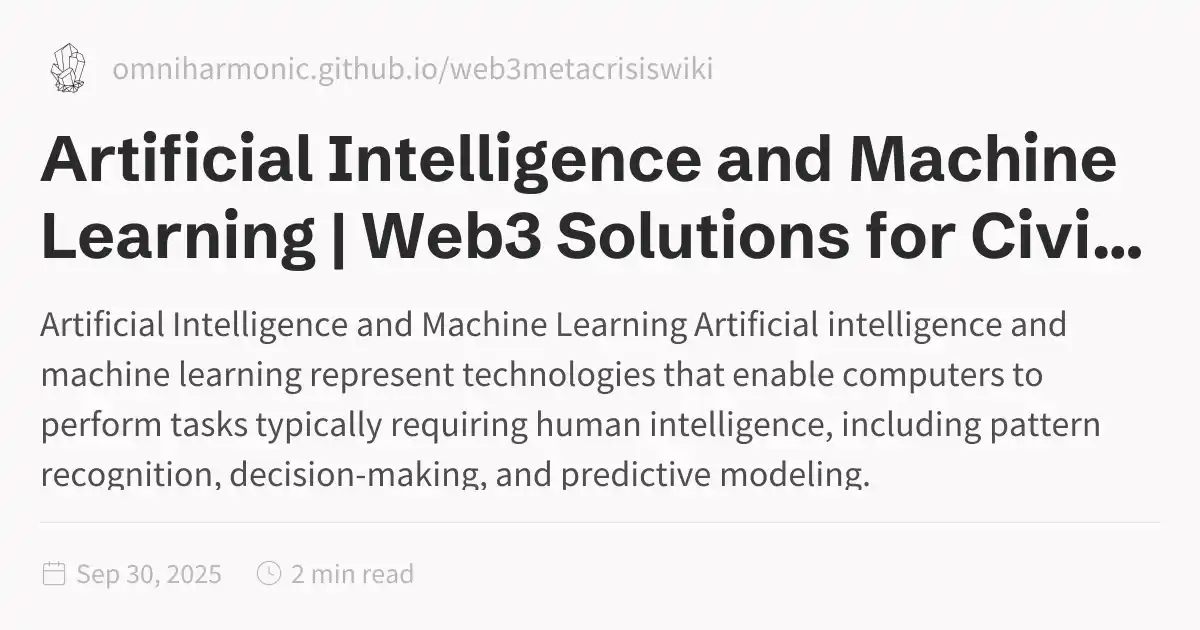 omniharmonic.github.io/web3metacrisiswiki
Artificial Intelligence and Machine
Learning | Web3 Solutions for Civi...
Artificial Intelligence and Machine Learning Artificial intelligence and
machine learning represent technologies that enable computers to
perform tasks typically requiring human intelligence, including pattern
recognition, decision-making, and predictive modeling.
Sep 30, 2025 2 min read